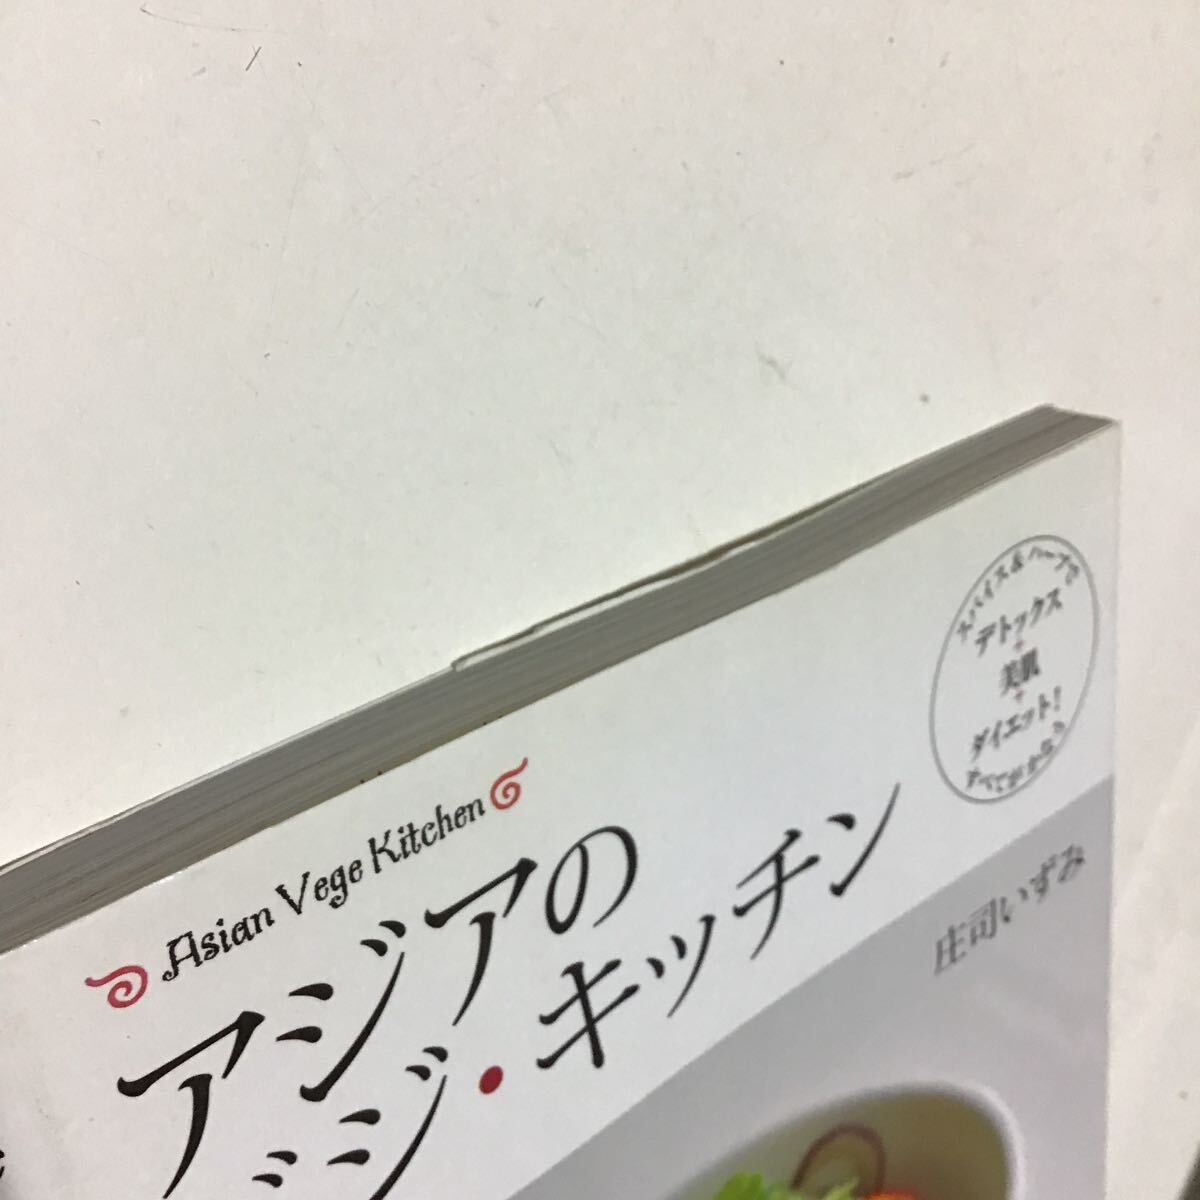 Asian Vege Kitchen
アジアの
ベジ・キッチン
スパイス&ハーブで
デトックス
+
美肌
+
ダイエット!
すべてがかなう
庄司いずみ